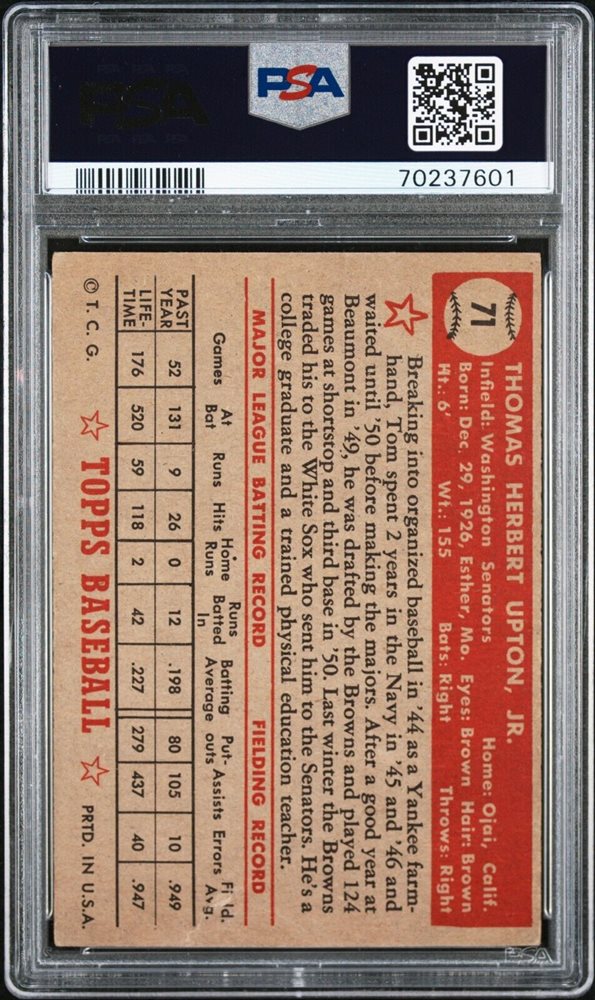 PSA
PSA
70237601
71
THOMAS HERBERT UPTON, JR.
Infield: Washington Senators Home: Ojai, Calif.
Born: Dec. 29, 1926, Esther, Mo. Eyes: Brown Hair: Brown
Ht.: 6' Wt.: 155 Bats: Right Throws: Right
Breaking into organized baseball in '44 as a Yankee farm-
hand, Tom spent 2 years in the Navy in '45 and '46 and
waited until '50 before making the majors. After a good year at
Beaumont in '49, he was drafted by the Browns and played 124
games at shortstop and third base in '50. Last winter the Browns
traded his to the White Sox who sent him to the Senators. He's a
college graduate and a trained physical education teacher.
MAJOR LEAGUE BATTING RECORD FIELDING RECORD
Games At Bat Runs Hits Home Runs Runs Batted In Batting Average Put-outs Assists Errors Fi ld. Avg.
PAST YEAR 52 131 9 26 0 12 .198 80 105 10 .949
LIFE-TIME 176 520 59 118 2 42 .227 279 437 40 .947
© T. C. G. TOPPS BASEBALL PRTD. IN U.S.A.
PSA